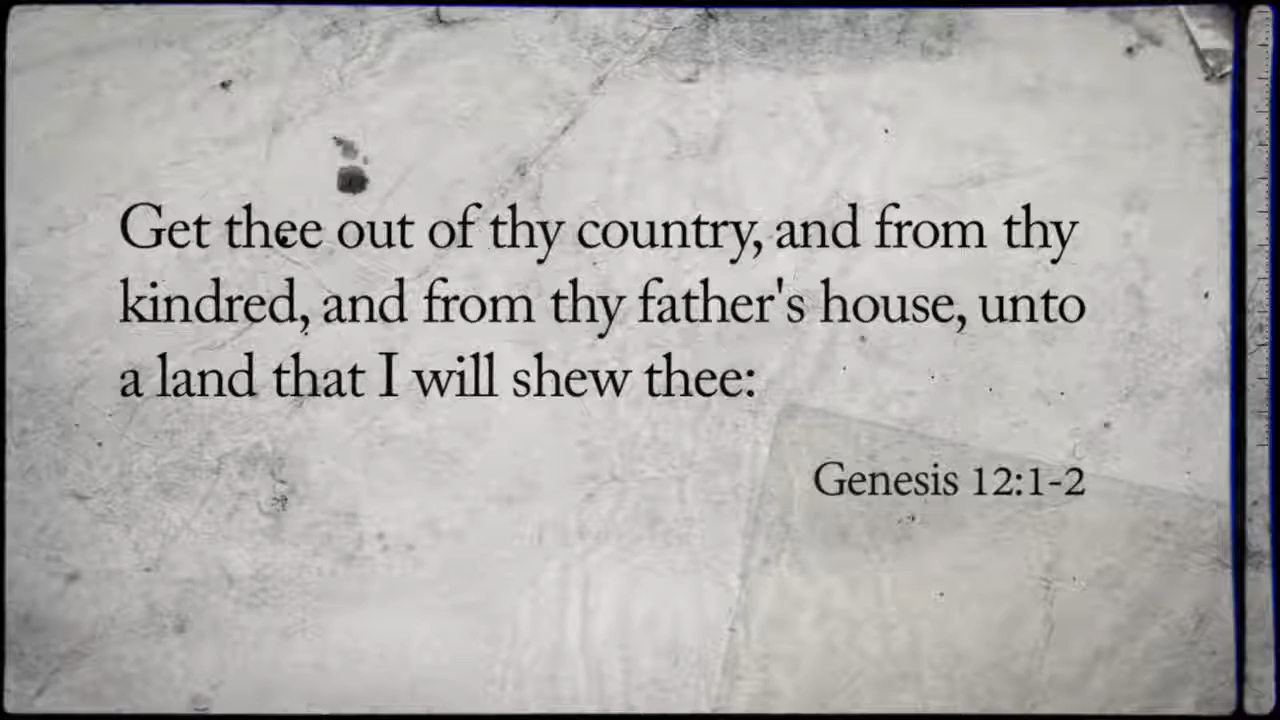 Get thee out of thy country, and from thy
kindred, and from thy father's house, unto
a land that I will shew thee:
Genesis 12:1-2